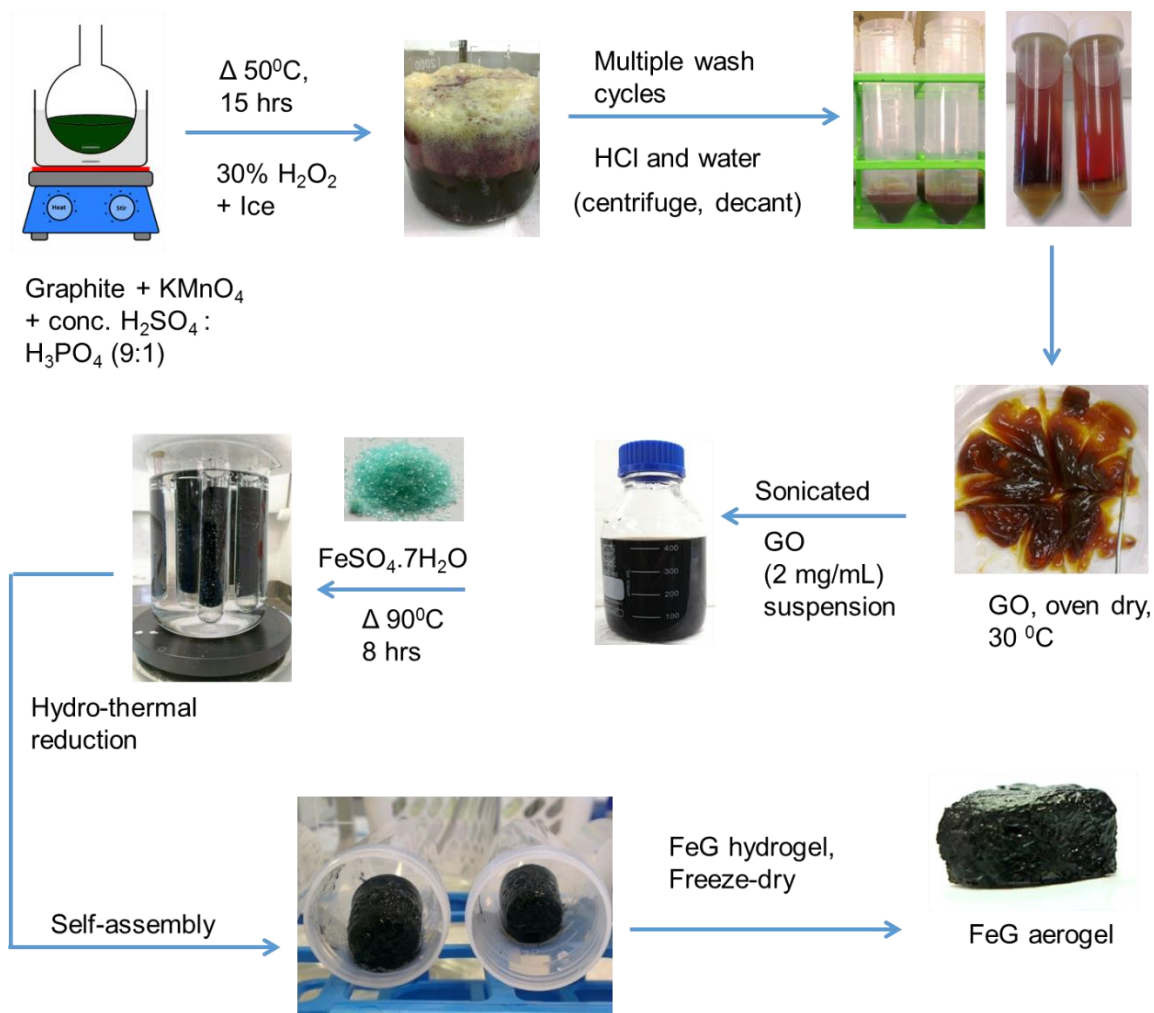 Δ 50⁰C,
15 hrs
30% H₂O₂
+ Ice
Multiple wash
cycles
HCl and water
(centrifuge, decant)
Heat
Stir
Graphite + KMnO₄
+ conc. H₂SO₄ :
H₃PO₄ (9:1)
FeSO₄.7H₂O
Δ 90⁰C
8 hrs
400
300
200
100
Sonicated
GO
(2 mg/mL)
suspension
GO, oven dry,
30 ⁰C
Hydro-thermal
reduction
Self-assembly
FeG hydrogel,
Freeze-dry
FeG aerogel